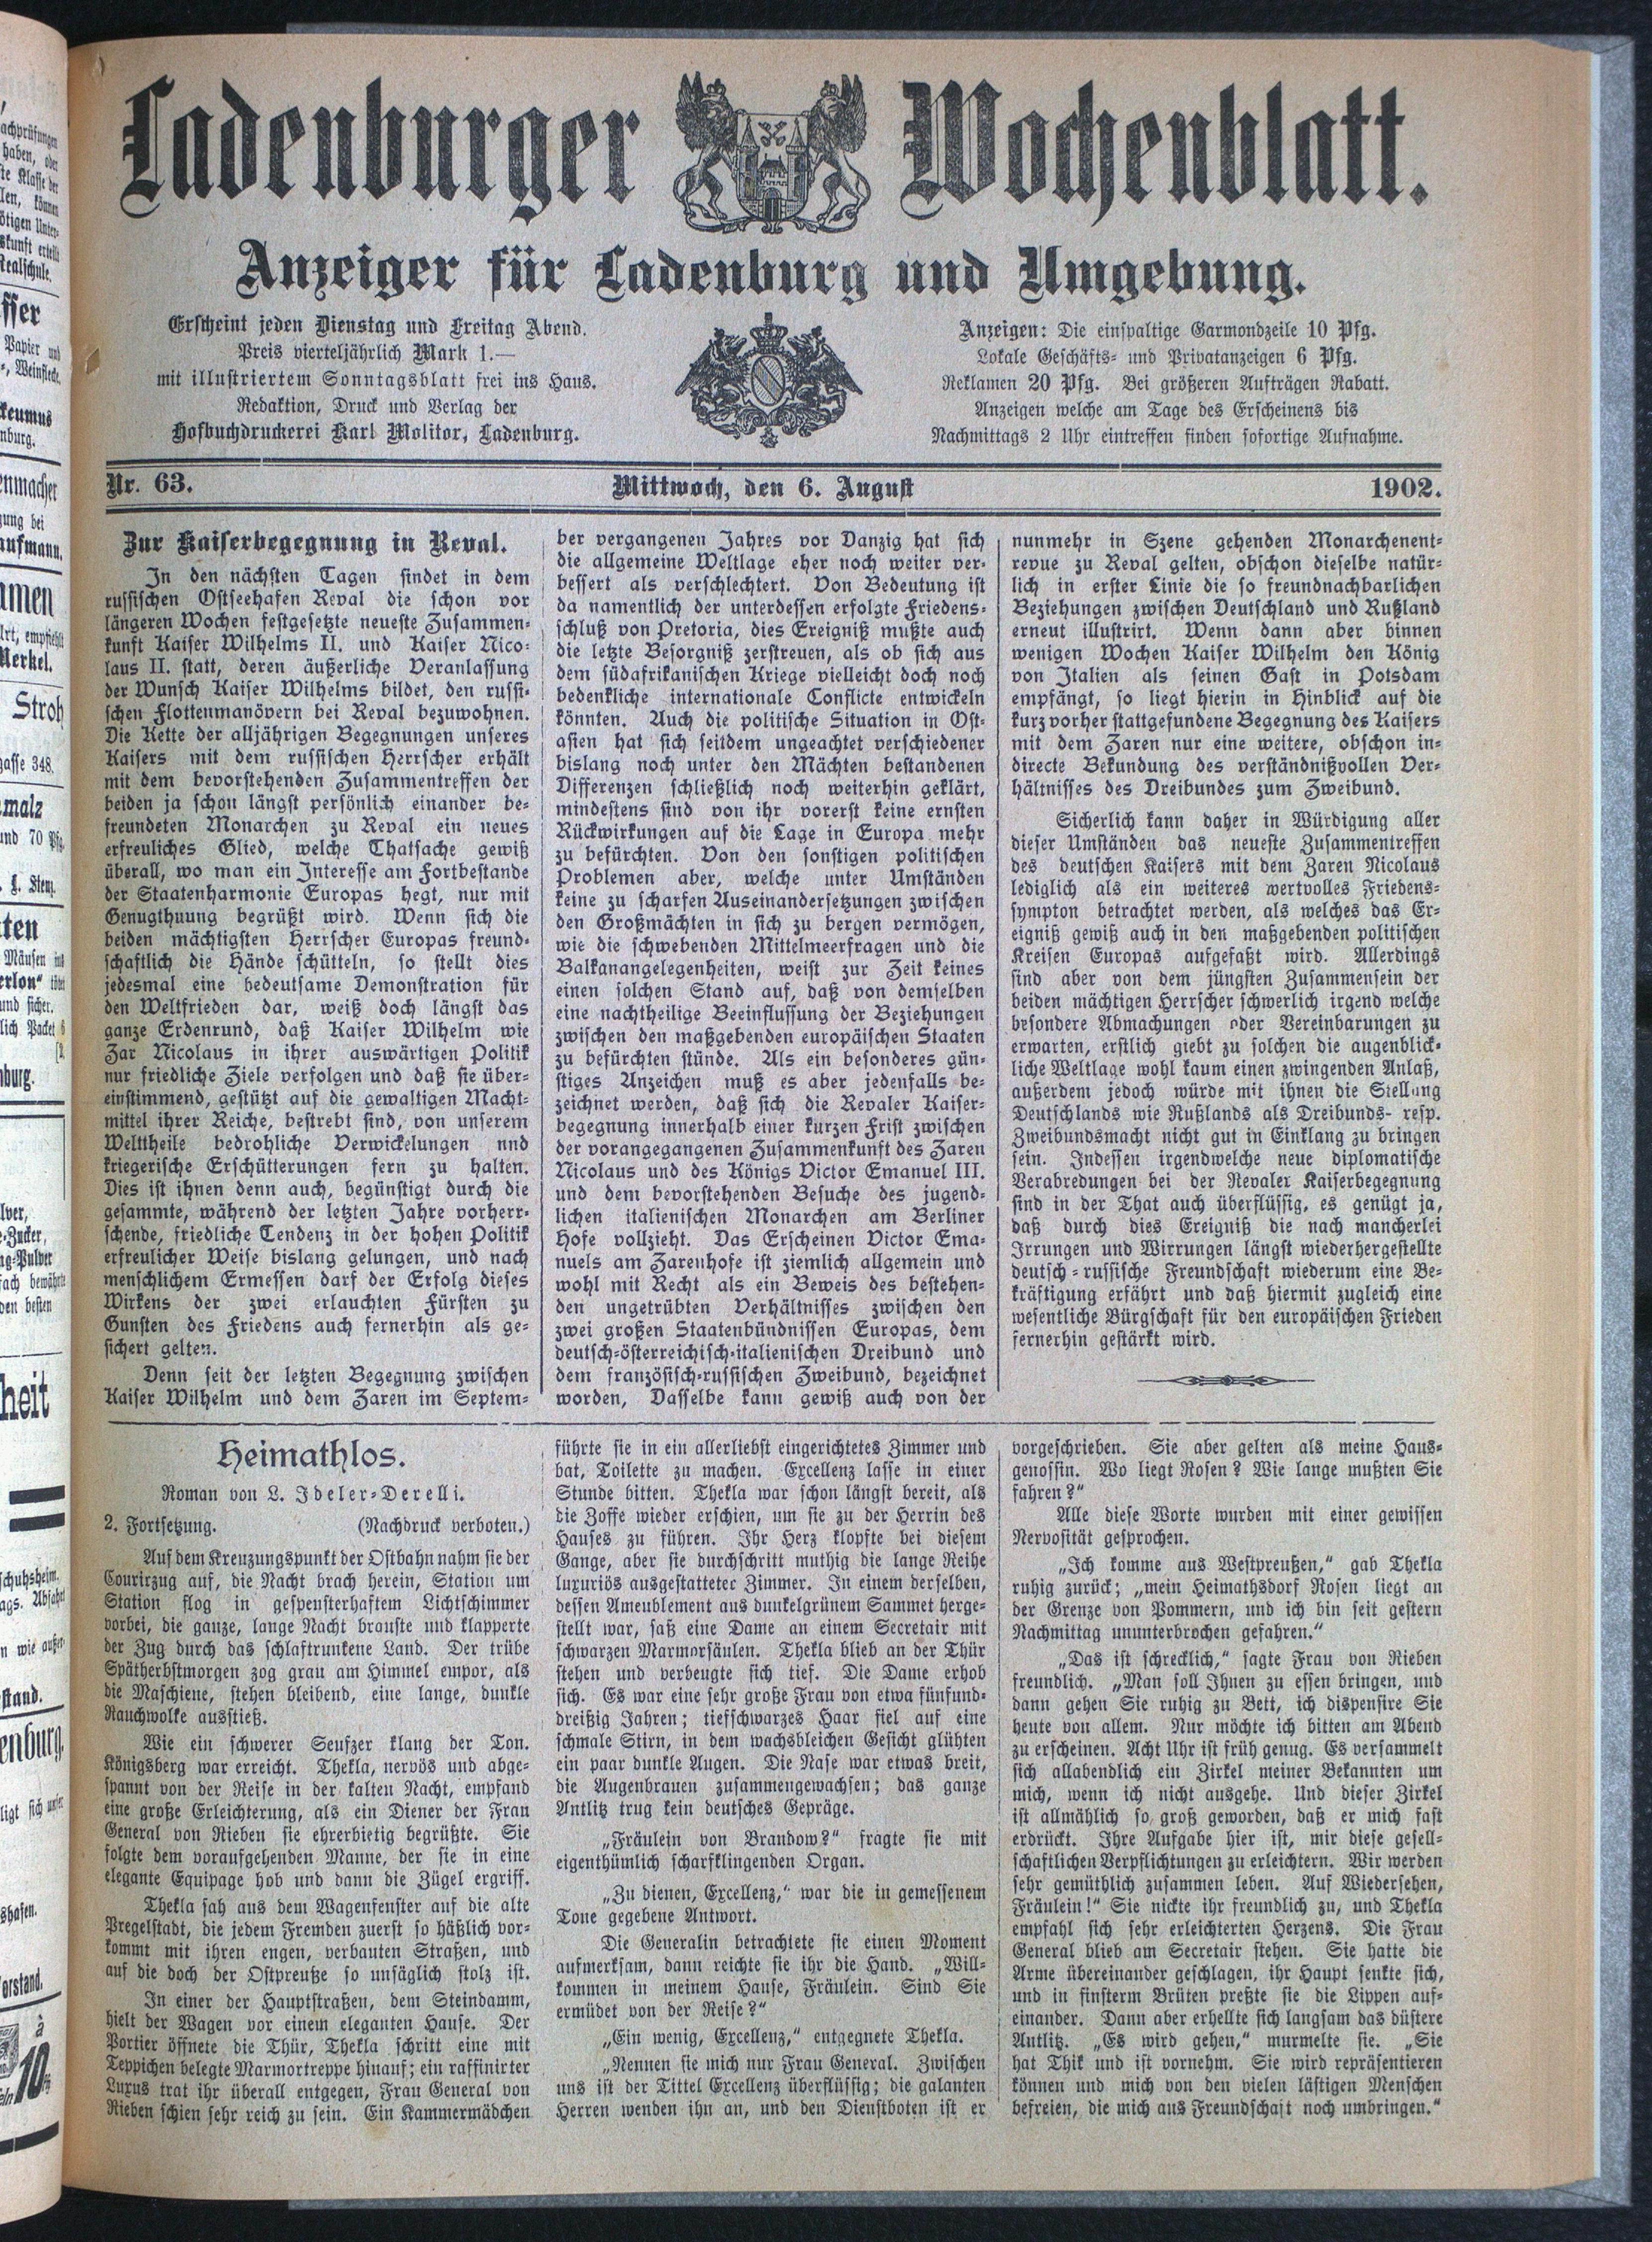 Ladenburger Wochenblatt.
Anzeiger für Ladenburg und Umgebung.
Erscheint jeden Dienstag und Freitag Abend.
Preis vierteljährlich Mark 1.—
mit illustriertem Sonntagsblatt frei ins Haus.
Redaktion, Druck und Verlag der
Hofbuchdruckerei Karl Molitor, Ladenburg.
Anzeigen: Die einspaltige Garmondzeile 10 Pfg.
Lokale Geschäfts- und Privatanzeigen 6 Pfg.
Reklamen 20 Pfg. Bei größeren Aufträgen Rabatt.
Anzeigen welche am Tage des Erscheinens bis
Nachmittags 2 Uhr eintreffen finden sofortige Aufnahme.
Nr. 63. Mittwoch, den 6. August 1902.
Zur Kaiserbegegnung in Reval.
In den nächsten Tagen findet in dem
russischen Ostseehafen Reval die schon vor
längeren Wochen festgesetzte neueste Zusammen-
kunft Kaiser Wilhelms II. und Kaiser Nico-
laus II. statt, deren äußerliche Veranlassung
der Wunsch Kaiser Wilhelms bildet, den russi-
schen Flottenmanövern bei Reval bezuwohnen.
Die Kette der alljährigen Begegnungen unseres
Kaisers mit dem russischen Herrscher erhält
mit dem bevorstehenden Zusammentreffen der
beiden ja schon längst persönlich einander be-
freundeten Monarchen zu Reval ein neues
erfreuliches Glied, welche Thatsache gewiß
überall, wo man ein Interesse am Fortbestande
der Staatenharmonie Europas hegt, nur mit
Genugthuung begrüßt wird. Wenn sich die
beiden mächtigsten Herrscher Europas freund-
schaftlich die Hände schütteln, so stellt dies
jedesmal eine bedeutsame Demonstration für
den Weltfrieden dar, weiß doch längst das
ganze Erdenrund, daß Kaiser Wilhelm wie
Zar Nicolaus in ihrer auswärtigen Politik
nur friedliche Ziele verfolgen und daß sie über-
einstimmend, gestützt auf die gewaltigen Macht-
mittel ihrer Reiche, bestrebt sind, von unserem
Welttheile bedrohliche Verwickelungen nnd
kriegerische Erschütterungen fern zu halten.
Dies ist ihnen denn auch, begünstigt durch die
gesammte, während der letzten Jahre vorherr-
schende, friedliche Tendenz in der hohen Politik
erfreulicher Weise bislang gelungen, und nach
menschlichem Ermessen darf der Erfolg dieses
Wirkens der zwei erlauchten Fürsten zu
Gunsten des Friedens auch fernerhin als ge-
sichert gelten.
Denn seit der letzten Begegnung zwischen
Kaiser Wilhelm und dem Zaren im Septem-
ber vergangenen Jahres vor Danzig hat sich
die allgemeine Weltlage eher noch weiter ver-
bessert als verschlechtert. Von Bedeutung ist
da namentlich der unterdessen erfolgte Friedens-
schluß von Pretoria, dies Ereigniß mußte auch
die letzte Besorgniß zerstreuen, als ob sich aus
dem südafrikanischen Kriege vielleicht doch noch
bedenkliche internationale Conflicte entwickeln
könnten. Auch die politische Situation in Ost-
asien hat sich seitdem ungeachtet verschiedener
bislang noch unter den Mächten bestandenen
Differenzen schließlich noch weiterhin geklärt,
mindestens sind von ihr vorerst keine ernsten
Rückwirkungen auf die Lage in Europa mehr
zu befürchten. Von den sonstigen politischen
Problemen aber, welche unter Umständen
keine zu scharfen Auseinandersetzungen zwischen
den Großmächten in sich zu bergen vermögen,
wie die schwebenden Mittelmeerfragen und die
Balkanangelegenheiten, weist zur Zeit keines
einen solchen Stand auf, daß von demselben
eine nachtheilige Beeinflussung der Beziehungen
zwischen den maßgebenden europäischen Staaten
zu befürchten stünde. Als ein besonderes gün-
stiges Anzeichen muß es aber jedenfalls be-
zeichnet werden, daß sich die Revaler Kaiser-
begegnung innerhalb einer kurzen Frist zwischen
der vorangegangenen Zusammenkunft des Zaren
Nicolaus und des Königs Victor Emanuel III.
und dem bevorstehenden Besuche des jugend-
lichen italienischen Monarchen am Berliner
Hofe vollzieht. Das Erscheinen Victor Ema-
nuels am Zarenhofe ist ziemlich allgemein und
wohl mit Recht als ein Beweis des bestehen-
den ungetrübten Verhältnisses zwischen den
zwei großen Staatenbündnissen Europas, dem
deutsch-österreichisch-italienischen Dreibund und
dem französisch-russischen Zweibund, bezeichnet
worden, Dasselbe kann gewiß auch von der
nunmehr in Szene gehenden Monarchenent-
revue zu Reval gelten, obschon dieselbe natür-
lich in erster Linie die so freundnachbarlichen
Beziehungen zwischen Deutschland und Rußland
erneut illustrirt. Wenn dann aber binnen
wenigen Wochen Kaiser Wilhelm den König
von Italien als seinen Gast in Potsdam
empfängt, so liegt hierin in Hinblick auf die
kurz vorher stattgefundene Begegnung des Kaisers
mit dem Zaren nur eine weitere, obschon in-
directe Bekundung des verständnißvollen Ver-
hältnisses des Dreibundes zum Zweibund.
Sicherlich kann daher in Würdigung aller
dieser Umständen das neueste Zusammentreffen
des deutschen Kaisers mit dem Zaren Nicolaus
lediglich als ein weiteres wertvolles Friedens-
sympton betrachtet werden, als welches das Er-
eigniß gewiß auch in den maßgebenden politischen
Kreisen Europas aufgefaßt wird. Allerdings
sind aber von dem jüngsten Zusammensein der
beiden mächtigen Herrscher schwerlich irgend welche
besondere Abmachungen oder Vereinbarungen zu
erwarten, erstlich giebt zu solchen die augenblick-
liche Weltlage wohl kaum einen zwingenden Anlaß,
außerdem jedoch würde mit ihnen die Stellung
Deutschlands wie Rußlands als Dreibunds- resp.
Zweibundsmacht nicht gut in Einklang zu bringen
sein. Indessen irgendwelche neue diplomatische
Verabredungen bei der Revaler Kaiserbegegnung
sind in der That auch überflüssig, es genügt ja,
daß durch dies Ereigniß die nach mancherlei
Irrungen und Wirrungen längst wiederhergestellte
deutsch-russische Freundschaft wiederum eine Be-
kräftigung erfährt und daß hiermit zugleich eine
wesentliche Bürgschaft für den europäischen Frieden
fernerhin gestärkt wird.
Heimathlos.
Roman von L. Ideler-Derelli.
2. Fortsetzung. (Nachdruck verboten.)
Auf dem Kreuzungspunkt der Ostbahn nahm sie der
Courirzug auf, die Nacht brach herein, Station um
Station flog in gespensterhaftem Lichtschimmer
vorbei, die ganze, lange Nacht brauste und klapperte
der Zug durch das schlaftrunkene Land. Der trübe
Spätherbstmorgen zog grau am Himmel empor, als
die Maschiene, stehen bleibend, eine lange, dunkle
Rauchwolke ausstieß.
Wie ein schwerer Seufzer klang der Ton.
Königsberg war erreicht. Thekla, nervös und abge-
spannt von der Reise in der kalten Nacht, empfand
eine große Erleichterung, als ein Diener der Frau
General von Rieben sie ehrerbietig begrüßte. Sie
folgte dem voraufgehenden Manne, der sie in eine
elegante Equipage hob und dann die Zügel ergriff.
Thekla sah aus dem Wagenfenster auf die alte
Pregelstadt, die jedem Fremden zuerst so häßlich vor-
kommt mit ihren engen, verbauten Straßen, und
auf die doch der Ostpreuße so unsäglich stolz ist.
In einer der Hauptstraßen, dem Steindamm,
hielt der Wagen vor einem eleganten Hause. Der
Portier öffnete die Thür, Thekla schritt eine mit
Teppichen belegte Marmortreppe hinauf; ein raffinirter
Luxus trat ihr überall entgegen, Frau General von
Rieben schien sehr reich zu sein. Ein Kammermädchen
führte sie in ein allerliebst eingerichtetes Zimmer und
bat, Toilette zu machen. Excellenz lasse in einer
Stunde bitten. Thekla war schon längst bereit, als
die Zoffe wieder erschien, um sie zu der Herrin des
Hauses zu führen. Ihr Herz klopfte bei diesem
Gange, aber sie durchschritt muthig die lange Reihe
luxuriös ausgestatteter Zimmer. In einem derselben,
dessen Ameublement aus dunkelgrünem Sammet herge-
stellt war, saß eine Dame an einem Secretair mit
schwarzen Marmorsäulen. Thekla blieb an der Thür
stehen und verbeugte sich tief. Die Dame erhob
sich. Es war eine sehr große Frau von etwa fünfund-
dreißig Jahren; tiefschwarzes Haar fiel auf eine
schmale Stirn, in dem wachsbleichen Gesicht glühten
ein paar dunkle Augen. Die Nase war etwas breit,
die Augenbrauen zusammengewachsen; das ganze
Antlitz trug kein deutsches Gepräge.
„Fräulein von Brandow?“ fragte sie mit
eigenthümlich scharfklingenden Organ.
„Zu dienen, Excellenz,“ war die in gemessenem
Tone gegebene Antwort.
Die Generalin betrachtete sie einen Moment
aufmerksam, dann reichte sie ihr die Hand. „Will-
kommen in meinem Hause, Fräulein. Sind Sie
ermüdet von der Reise?“
„Ein wenig, Excellenz,“ entgegnete Thekla.
„Nennen sie mich nur Frau General. Zwischen
uns ist der Tittel Excellenz überflüssig; die galanten
Herren wenden ihn an, und den Dienstboten ist er
vorgeschrieben. Sie aber gelten als meine Haus-
genossin. Wo liegt Rosen? Wie lange mußten Sie
fahren?“
Alle diese Worte wurden mit einer gewissen
Nervosität gesprochen.
„Ich komme aus Westpreußen,“ gab Thekla
ruhig zurück; „mein Heimathsdorf Rosen liegt an
der Grenze von Pommern, und ich bin seit gestern
Nachmittag ununterbrochen gefahren.“
„Das ist schrecklich,“ sagte Frau von Rieben
freundlich. „Man soll Ihnen zu essen bringen, und
dann gehen Sie ruhig zu Bett, ich dispensire Sie
heute von allem. Nur möchte ich bitten am Abend
zu erscheinen. Acht Uhr ist früh genug. Es versammelt
sich allabendlich ein Zirkel meiner Bekannten um
mich, wenn ich nicht ausgehe. Und dieser Zirkel
ist allmählich so groß geworden, daß er mich fast
erdrückt. Ihre Aufgabe hier ist, mir diese gesell-
schaftlichen Verpflichtungen zu erleichtern. Wir werden
sehr gemüthlich zusammen leben. Auf Wiedersehen,
Fräulein!“ Sie nickte ihr freundlich zu, und Thekla
empfahl sich sehr erleichterten Herzens. Die Frau
General blieb am Secretair stehen. Sie hatte die
Arme übereinander geschlagen, ihr Haupt senkte sich,
und in finsterm Brüten preßte sie die Lippen auf-
einander. Dann aber erhellte sich langsam das düstere
Antlitz. „Es wird gehen,“ murmelte sie. „Sie
hat Thik und ist vornehm. Sie wird repräsentieren
können und mich von den vielen lästigen Menschen
befreien, die mich aus Freundschaft noch umbringen.“